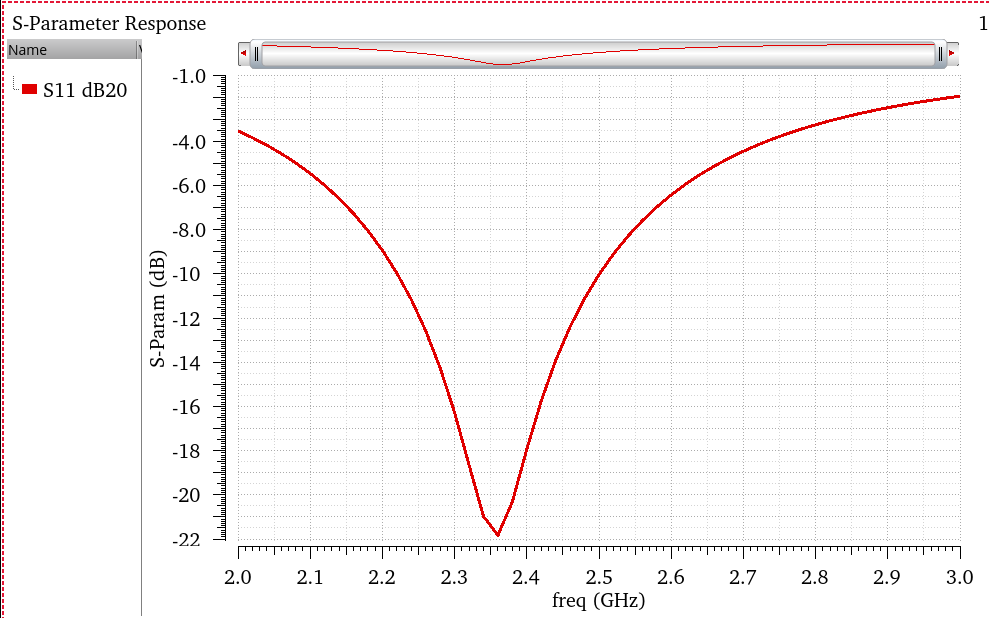 S-Parameter Response
1
Name
S11 dB20
-1.0
-4.0
-6.0
-8.0
-10
-12
-14
-16
-18
-20
-22
S-Param (dB)
2.0 2.1 2.2 2.3 2.4 2.5 2.6 2.7 2.8 2.9 3.0
freq (GHz)